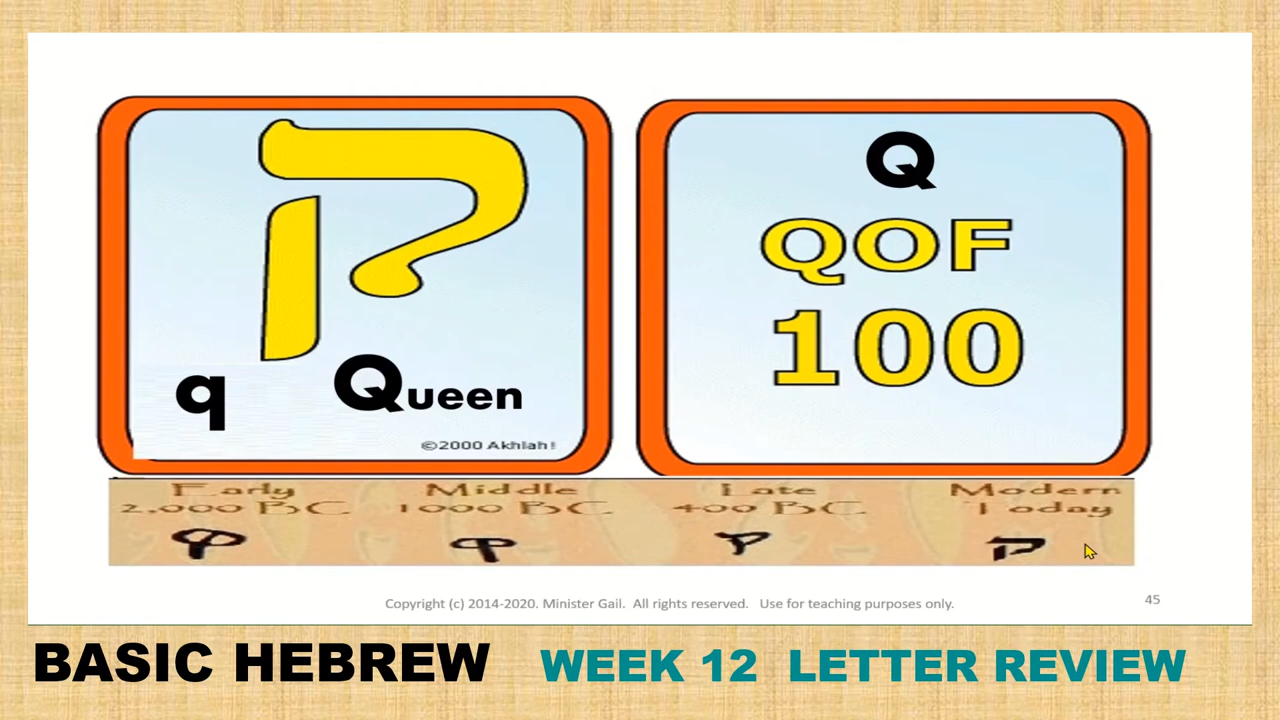 ק
q Queen
©2000 Akhlah!
Q
QOF
100
Early Middle Late Modern
2,000 BC 1000 BC 400 BC Today
Copyright (c) 2014-2020. Minister Gail. All rights reserved. Use for teaching purposes only.
45
BASIC HEBREW WEEK 12 LETTER REVIEW